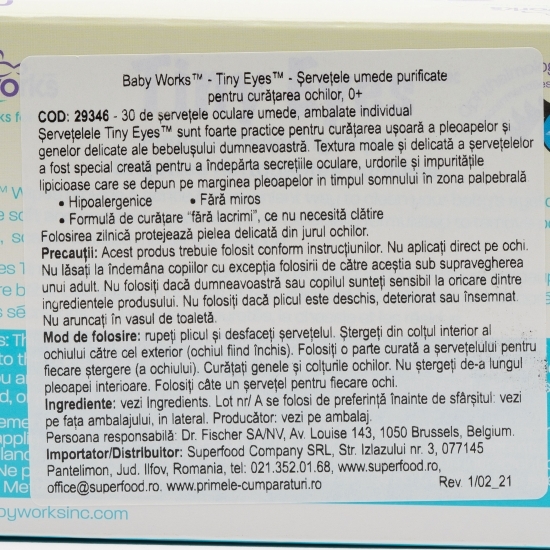 Baby Works™ - Tiny Eyes™ - Șervețele umede purificate
pentru curățarea ochilor, 0+
COD: 29346 - 30 de șervețele oculare umede, ambalate individual
Șervețelele Tiny Eyes™ sunt foarte practice pentru curățarea ușoară a pleoapelor și
genelor delicate ale bebelușului dumneavoastră. Textura moale și delicată a șervețelelor
a fost special creată pentru a îndepărta secrețiile oculare, urdorile și impuritățile
lipicioase care se depun pe marginea pleoapelor in timpul somnului în zona palpebrală.
• Hipoalergenice • Fără miros
• Formulă de curățare “fără lacrimi”, ce nu necesită clătire
Folosirea zilnică protejează pielea delicată din jurul ochilor.
Precauții: Acest produs trebuie folosit conform instrucțiunilor. Nu aplicați direct pe ochi.
Nu lăsați la îndemâna copiilor cu excepția folosirii de către aceștia sub supravegherea
unui adult. Nu folosiți dacă dumneavoastră sau copilul sunteți sensibil la oricare dintre
ingredientele produsului. Nu folosiți dacă plicul este deschis, deteriorat sau însemnat.
Nu aruncați în vasul de toaletă.
Mod de folosire: rupeți plicul și desfaceți șervețelul. Ștergeți din colțul interior al
ochiului către cel exterior (ochiul fiind închis). Folosiți o parte curată a șervețelului pentru
fiecare ștergere (a ochiului). Curățați genele și colțurile ochilor. Nu ștergeți de-a lungul
pleoapei interioare. Folosiți câte un șervețel pentru fiecare ochi.
Ingrediente: vezi Ingredients. Lot nr/ A se folosi de preferință înainte de sfârșitul: vezi
pe fața ambalajului, in lateral. Producător: vezi pe ambalaj.
Persoana responsabilă: Dr. Fischer SA/NV, Av. Louise 143, 1050 Brussels, Belgium.
Importator/Distribuitor: Superfood Company SRL, Str. Izlazului nr. 3, 077145
Pantelimon, Jud. Ilfov, Romania, tel: 021.352.01.68, www.superfood.ro,
office@superfood.ro. www.primele-cumparaturi.ro Rev. 1/02_21
byworksinc.com